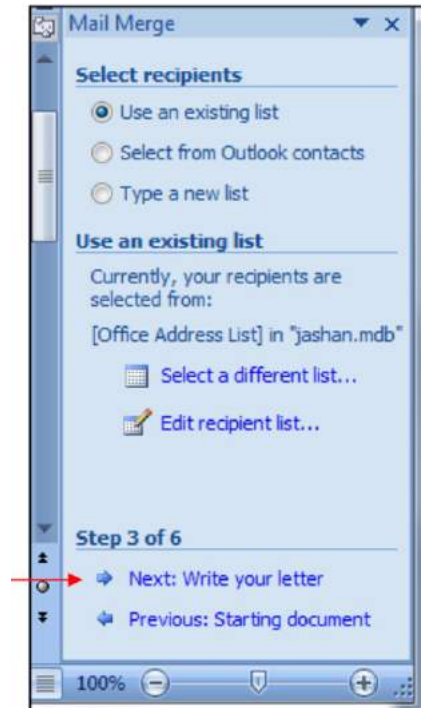 Mail Merge
Select recipients
Use an existing list
Select from Outlook contacts
Type a new list
Use an existing list
Currently, your recipients are
selected from:
[Office Address List] in "jashan.mdb"
Select a different list...
Edit recipient list...
Step 3 of 6
Next: Write your letter
Previous: Starting document
100%